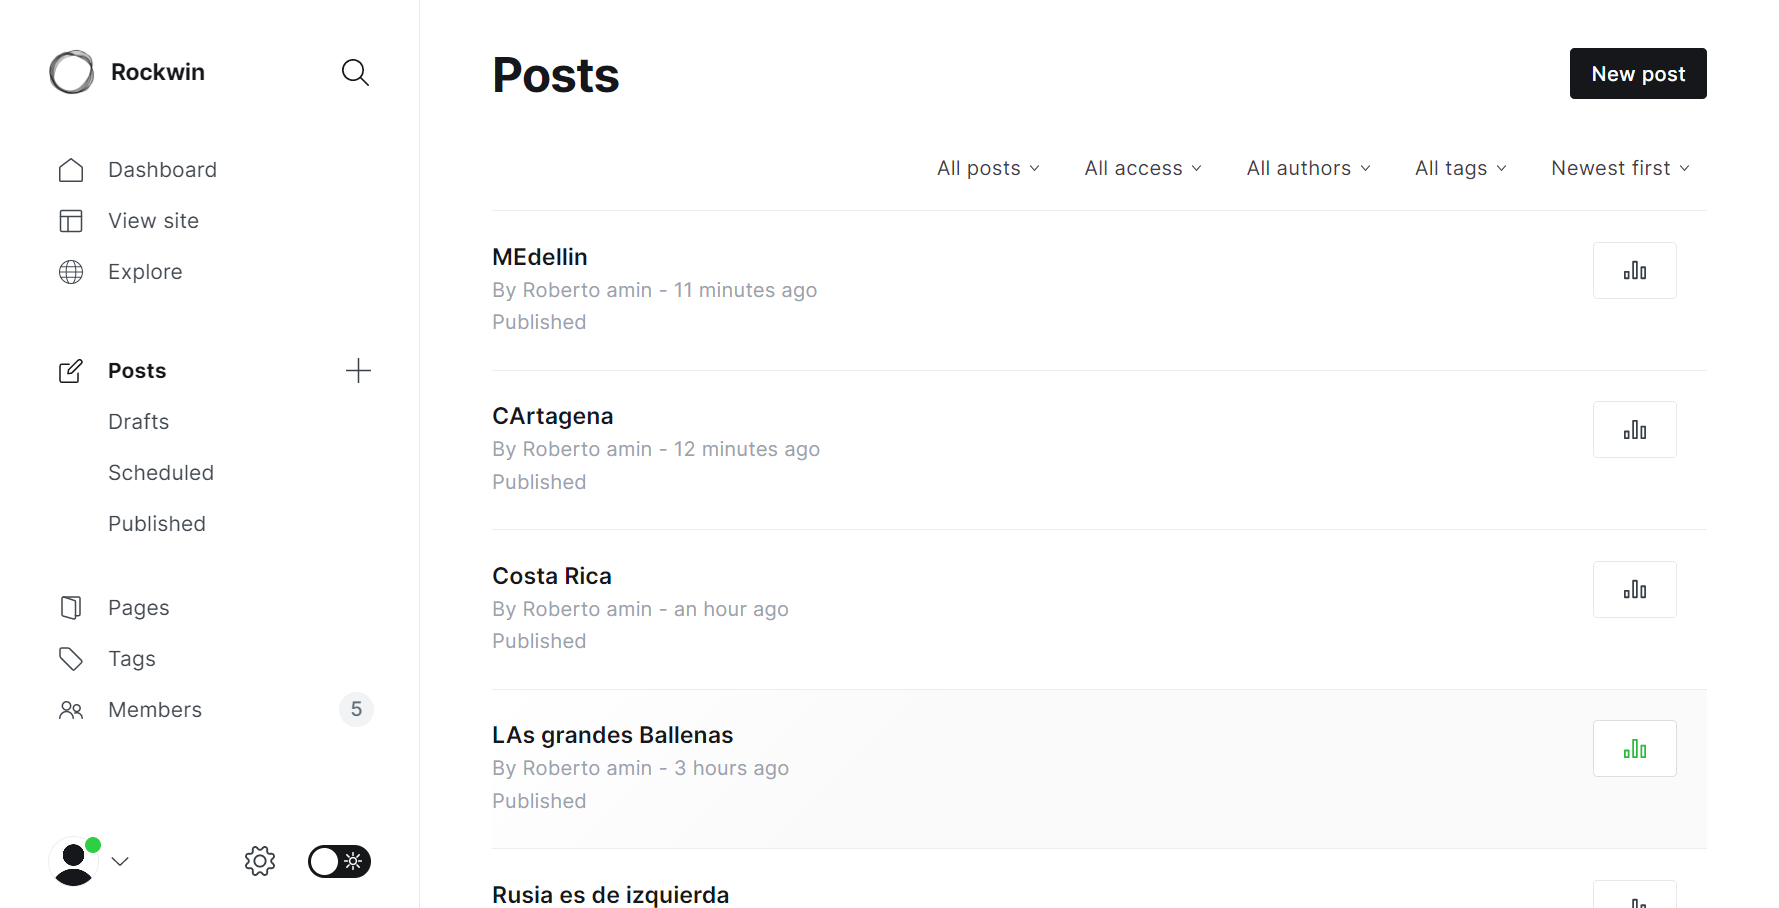 Rockwin
Dashboard
View site
Explore
Posts
Drafts
Scheduled
Published
Pages
Tags
Members 5
Posts
New post
All posts All access All authors All tags Newest first
MEdellin
By Roberto amin - 11 minutes ago
Published
CArtagena
By Roberto amin - 12 minutes ago
Published
Costa Rica
By Roberto amin - an hour ago
Published
LAs grandes Ballenas
By Roberto amin - 3 hours ago
Published
Rusia es de izquierda